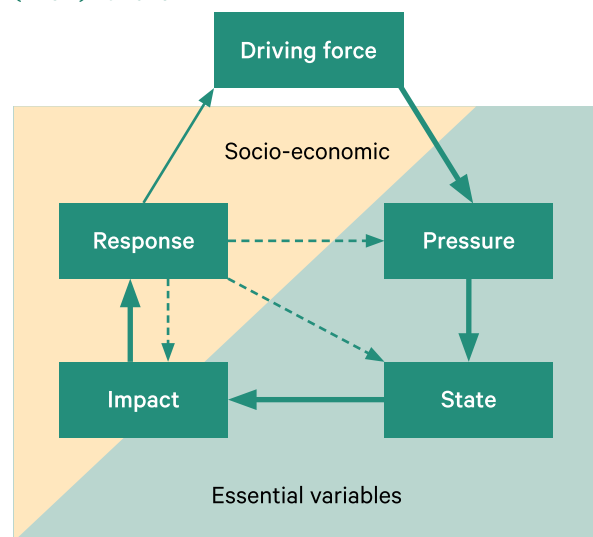 Driving force
Socio-economic
Response
Pressure
Impact
State
Essential variables